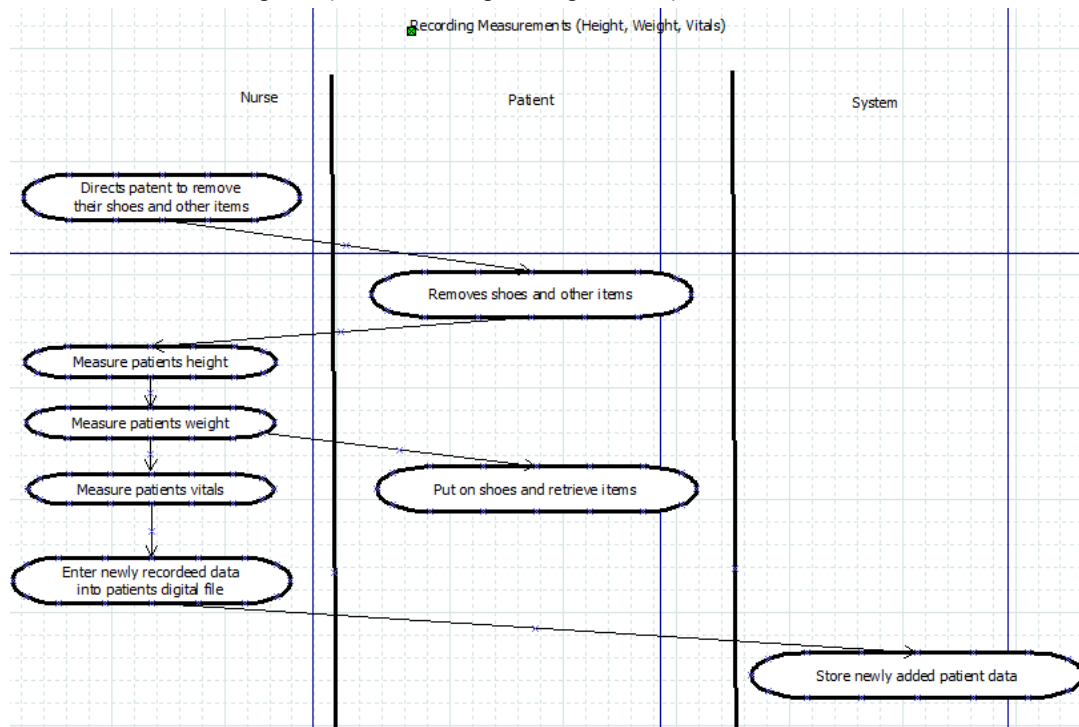 Recording Measurements (Height, Weight, Vitals)
Nurse
Patient
System
Directs patent to remove
their shoes and other items
Removes shoes and other items
Measure patients height
Measure patients weight
Measure patients vitals
Put on shoes and retrieve items
Enter newly recordeed data
into patients digital file
Store newly added patient data